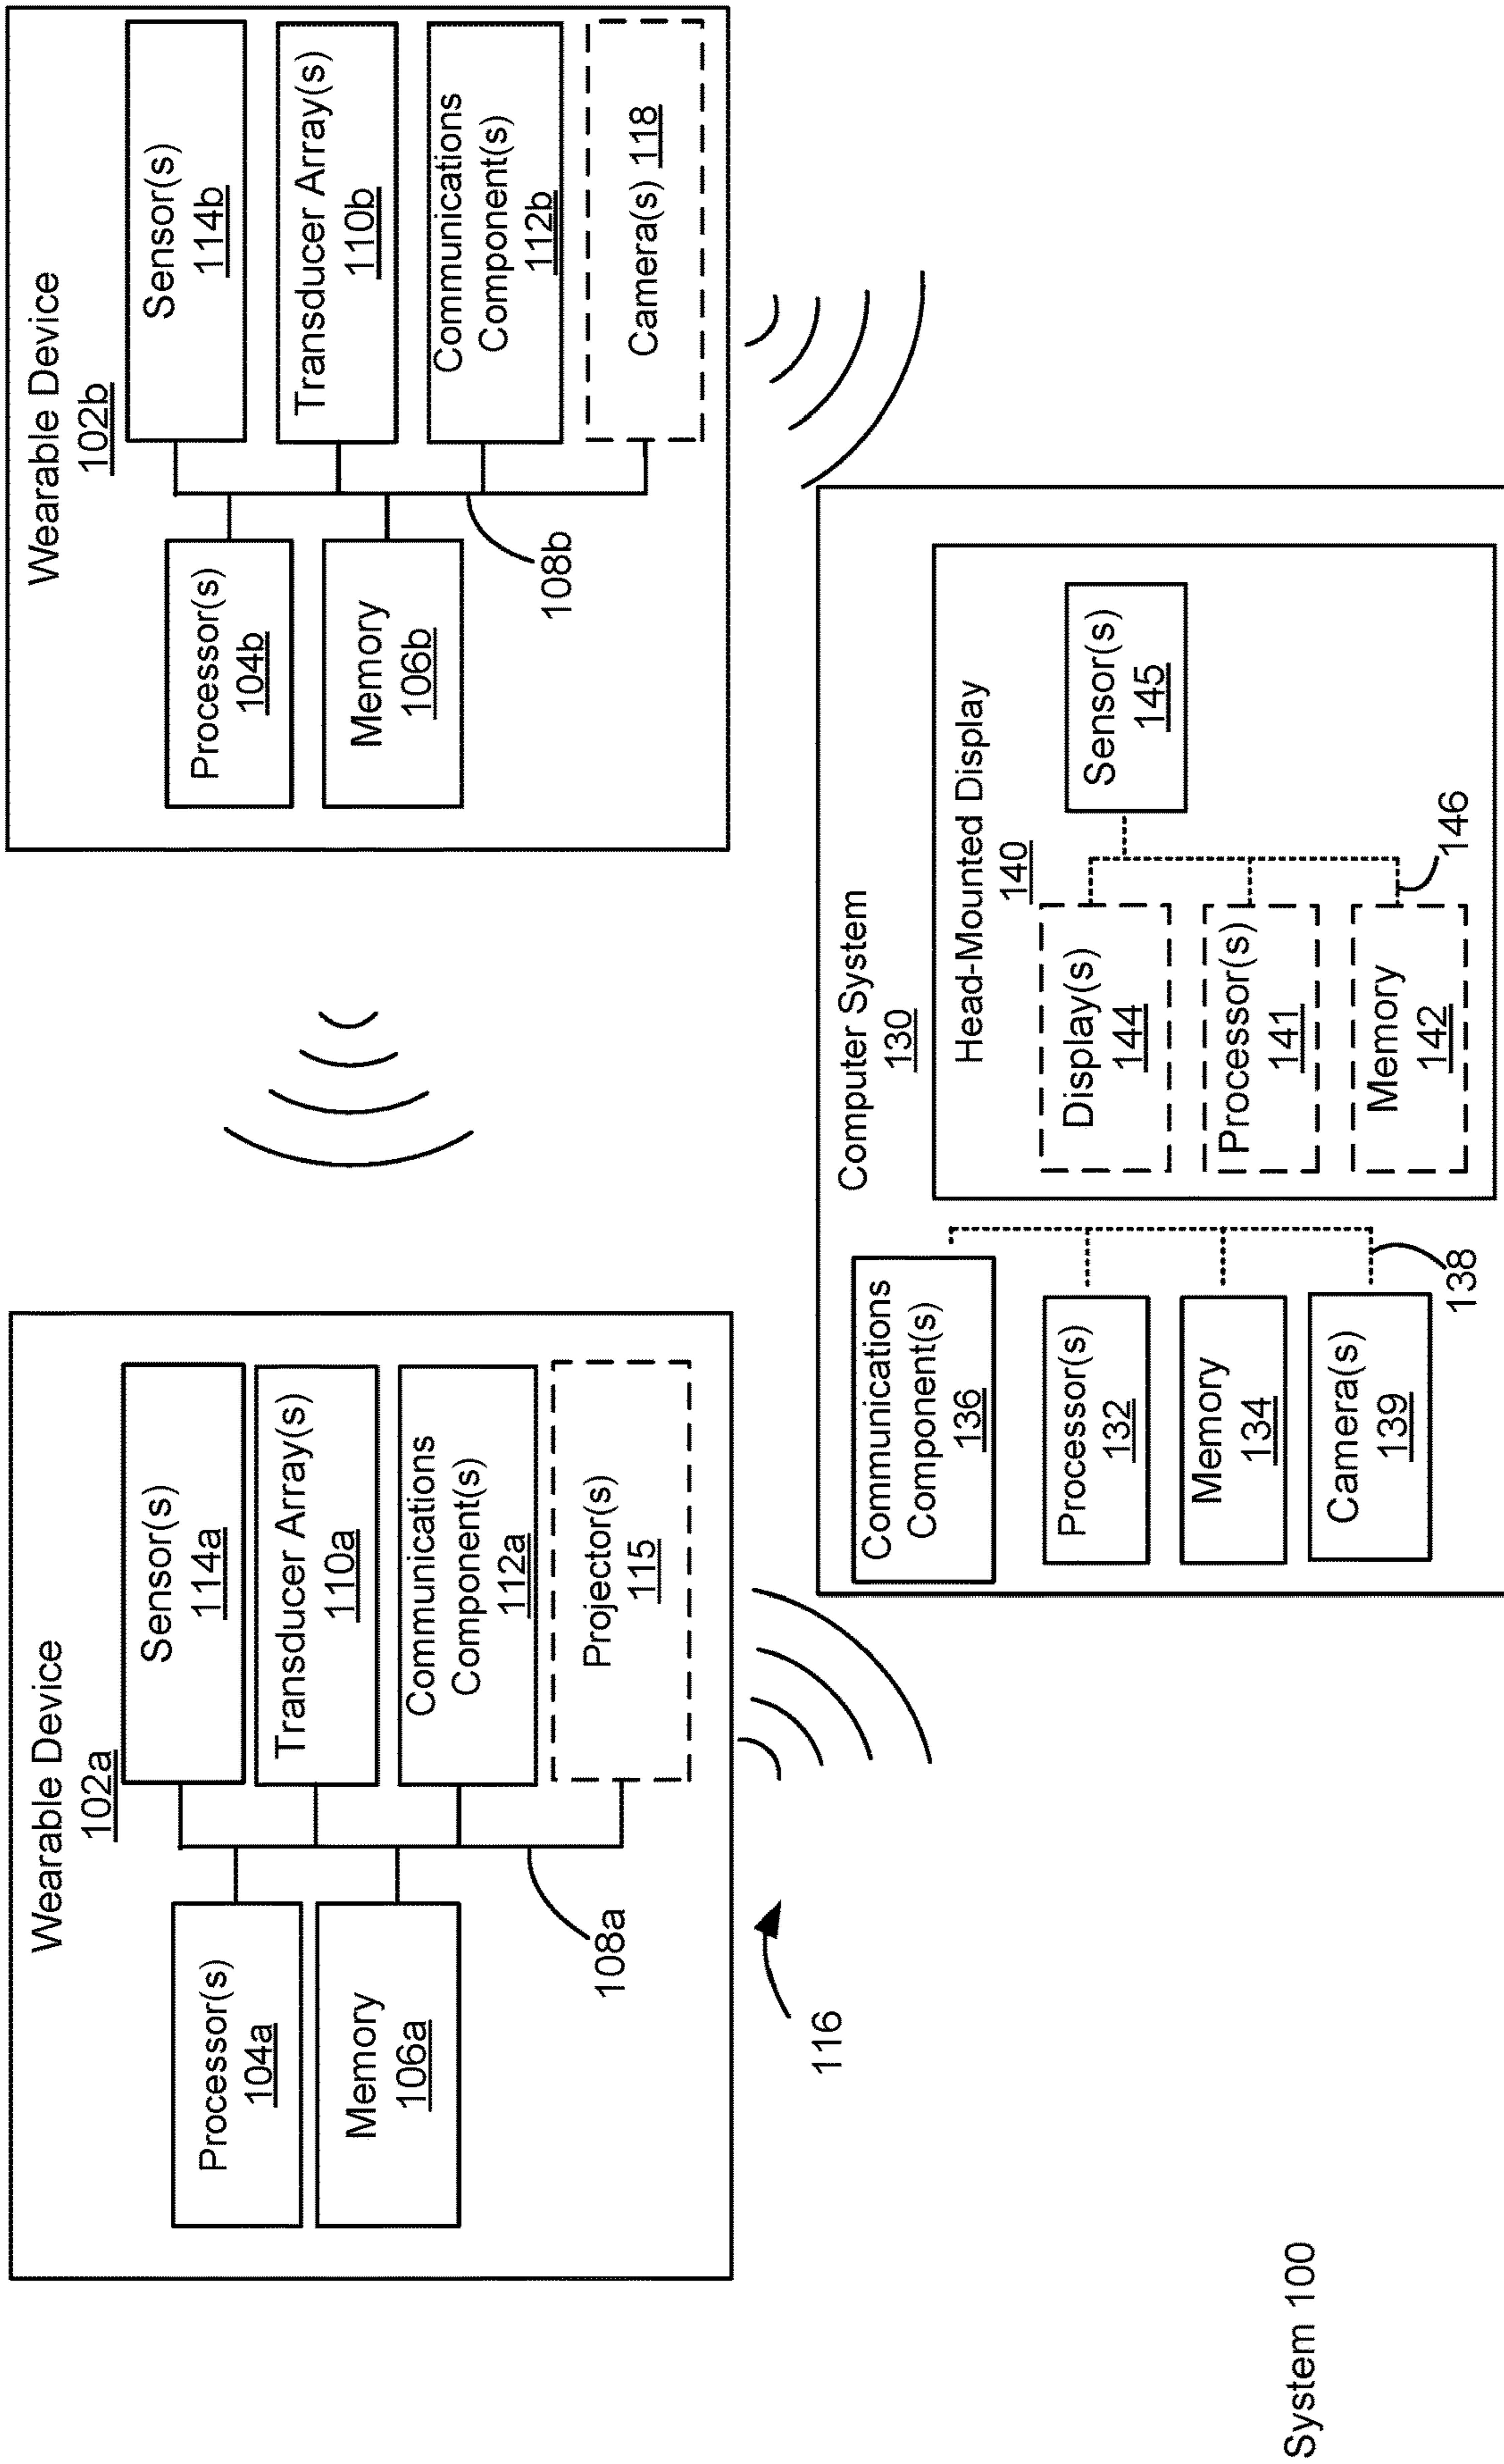 Wearable Device
102a
Processor(s)
104a
Memory
106a
108a
Sensor(s)
114a
Transducer Array(s)
110a
Communications
Component(s)
112a
Projector(s)
115
116
Wearable Device
102b
Processor(s)
104b
Memory
106b
108b
Sensor(s)
114b
Transducer Array(s)
110b
Communications
Component(s)
112b
Camera(s) 118
Computer System
130
Communications
Component(s)
136
Processor(s)
132
Memory
134
Camera(s)
139
138
Head-Mounted Display
140
Display(s)
144
Processor(s)
141
Memory
142
146
Sensor(s)
145
System 100